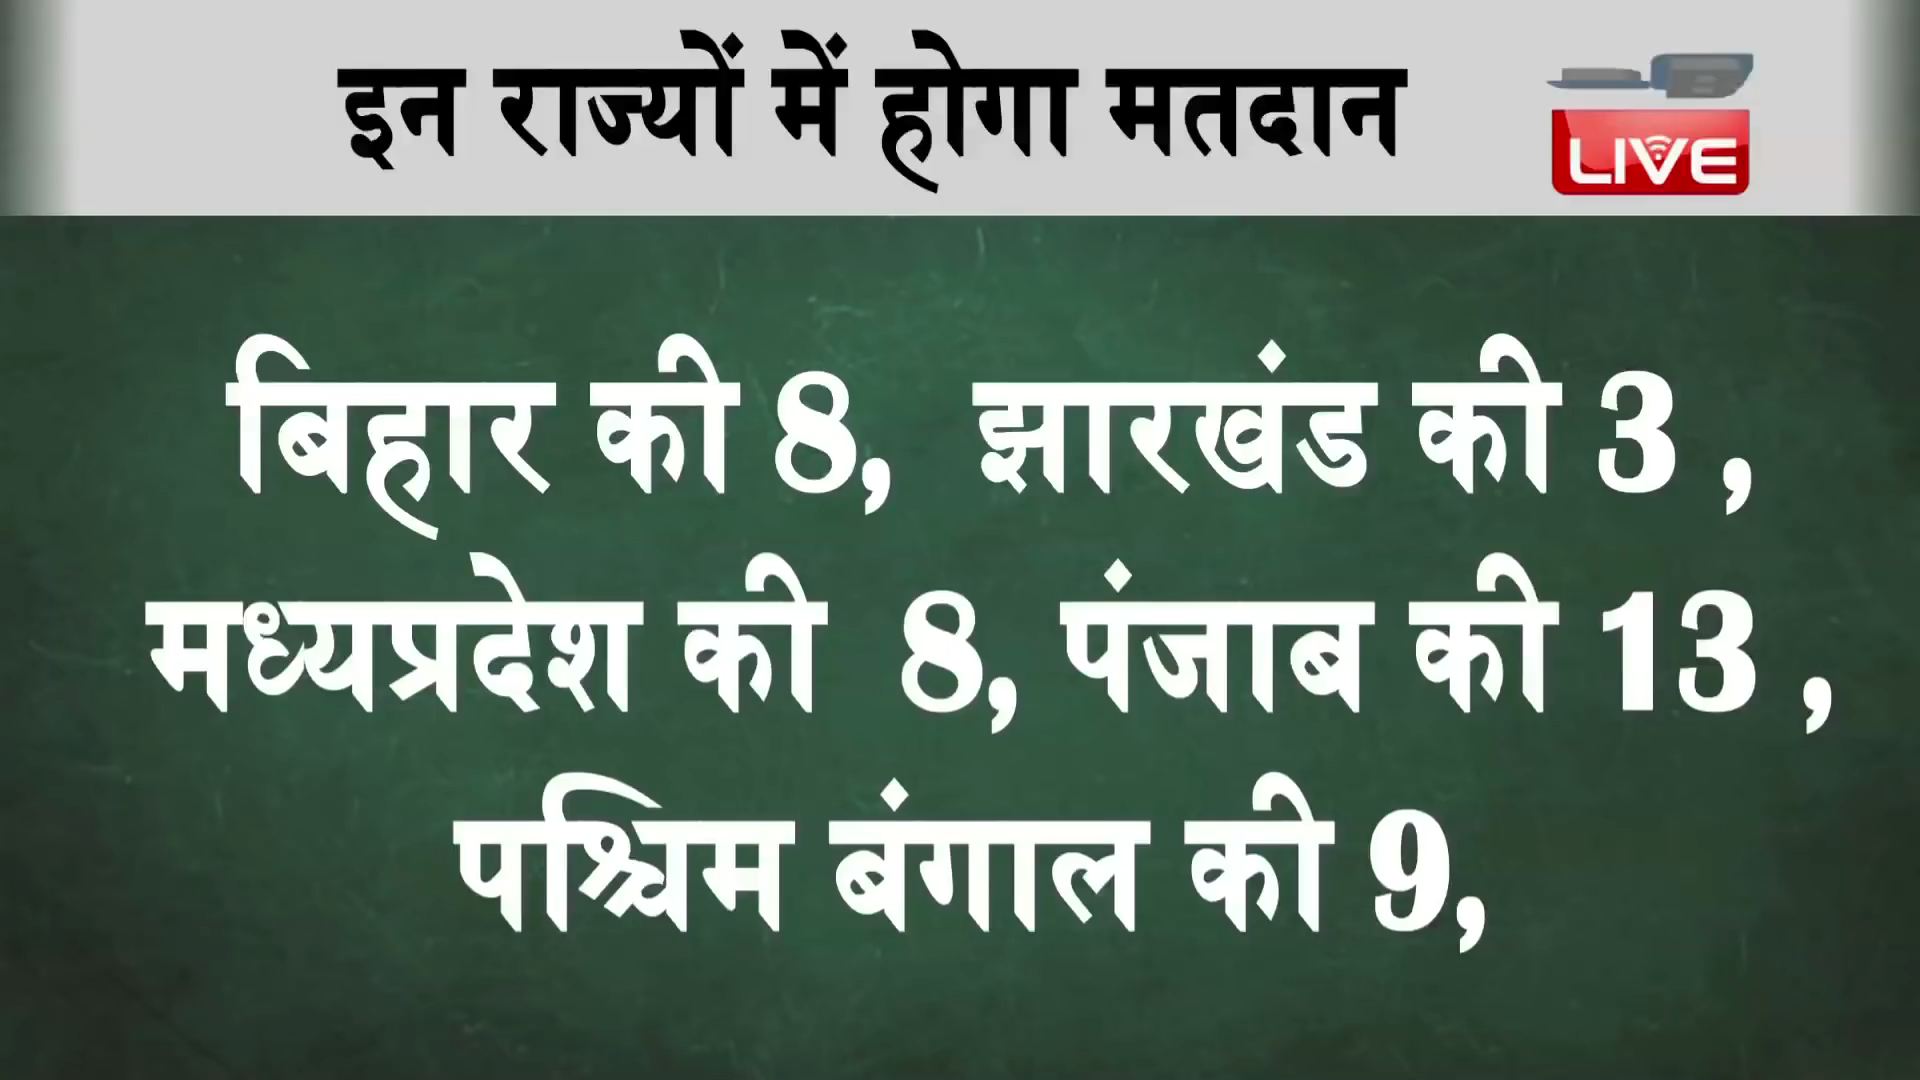 इन राज्यों में होगा मतदान
LIVE
बिहार की 8, झारखंड की 3 ,
मध्यप्रदेश की 8, पंजाब की 13 ,
पश्चिम बंगाल की 9,